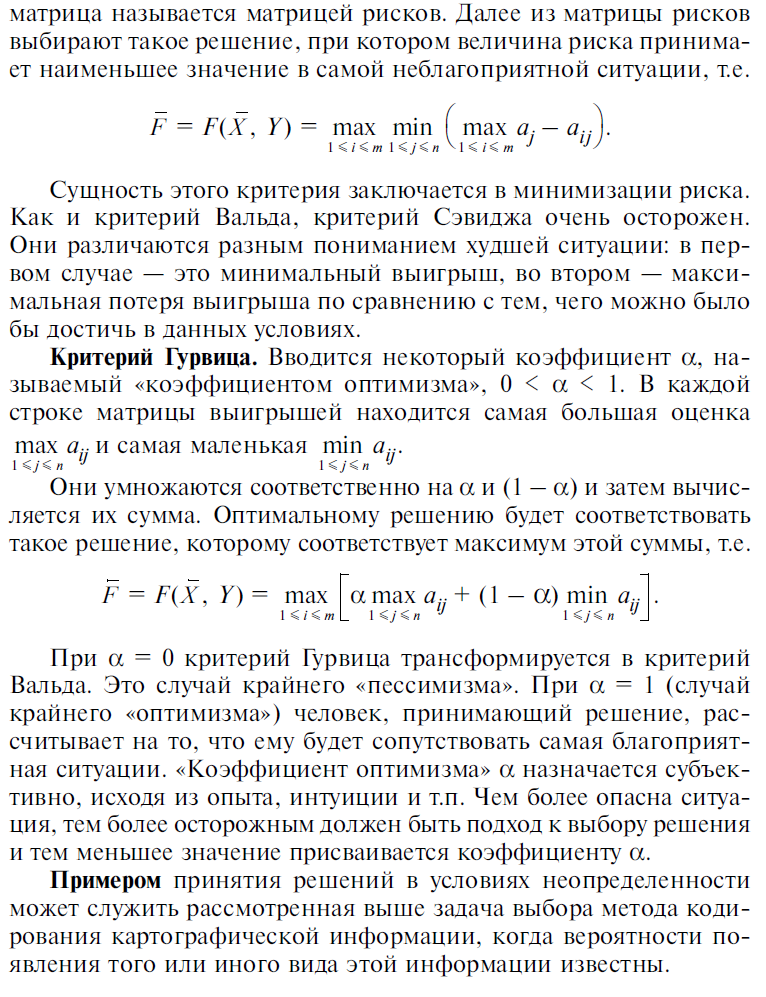 матрица называется матрицей рисков. Далее из матрицы рисков
выбирают такое решение, при котором величина риска принима-
ет наименьшее значение в самой неблагоприятной ситуации, т.е.
F̅ = F(X̅, Y) = max min ( max a_j − a_ij ).
1⩽i⩽m 1⩽j⩽n 1⩽i⩽m
Сущность этого критерия заключается в минимизации риска.
Как и критерий Вальда, критерий Сэвиджа очень осторожен.
Они различаются разным пониманием худшей ситуации: в пер-
вом случае — это минимальный выигрыш, во втором — макси-
мальная потеря выигрыша по сравнению с тем, чего можно было
бы достичь в данных условиях.
Критерий Гурвица. Вводится некоторый коэффициент α, на-
зываемый «коэффициентом оптимизма», 0 < α < 1. В каждой
строке матрицы выигрышей находится самая большая оценка
max a_ij и самая маленькая min a_ij.
1⩽j⩽n 1⩽j⩽n
Они умножаются соответственно на α и (1 – α) и затем вычис-
ляется их сумма. Оптимальному решению будет соответствовать
такое решение, которому соответствует максимум этой суммы, т.е.
F̅ = F(X̅, Y) = max [ α max a_ij + (1 − α) min a_ij ].
1⩽i⩽m 1⩽j⩽n 1⩽j⩽n
При α = 0 критерий Гурвица трансформируется в критерий
Вальда. Это случай крайнего «пессимизма». При α = 1 (случай
крайнего «оптимизма») человек, принимающий решение, рас-
считывает на то, что ему будет сопутствовать самая благоприят-
ная ситуации. «Коэффициент оптимизма» α назначается субъек-
тивно, исходя из опыта, интуиции и т.п. Чем более опасна ситуа-
ция, тем более осторожным должен быть подход к выбору решения
и тем меньшее значение присваивается коэффициенту α.
Примером принятия решений в условиях неопределенности
может служить рассмотренная выше задача выбора метода коди-
рования картографической информации, когда вероятности по-
явления того или иного вида этой информации известны.